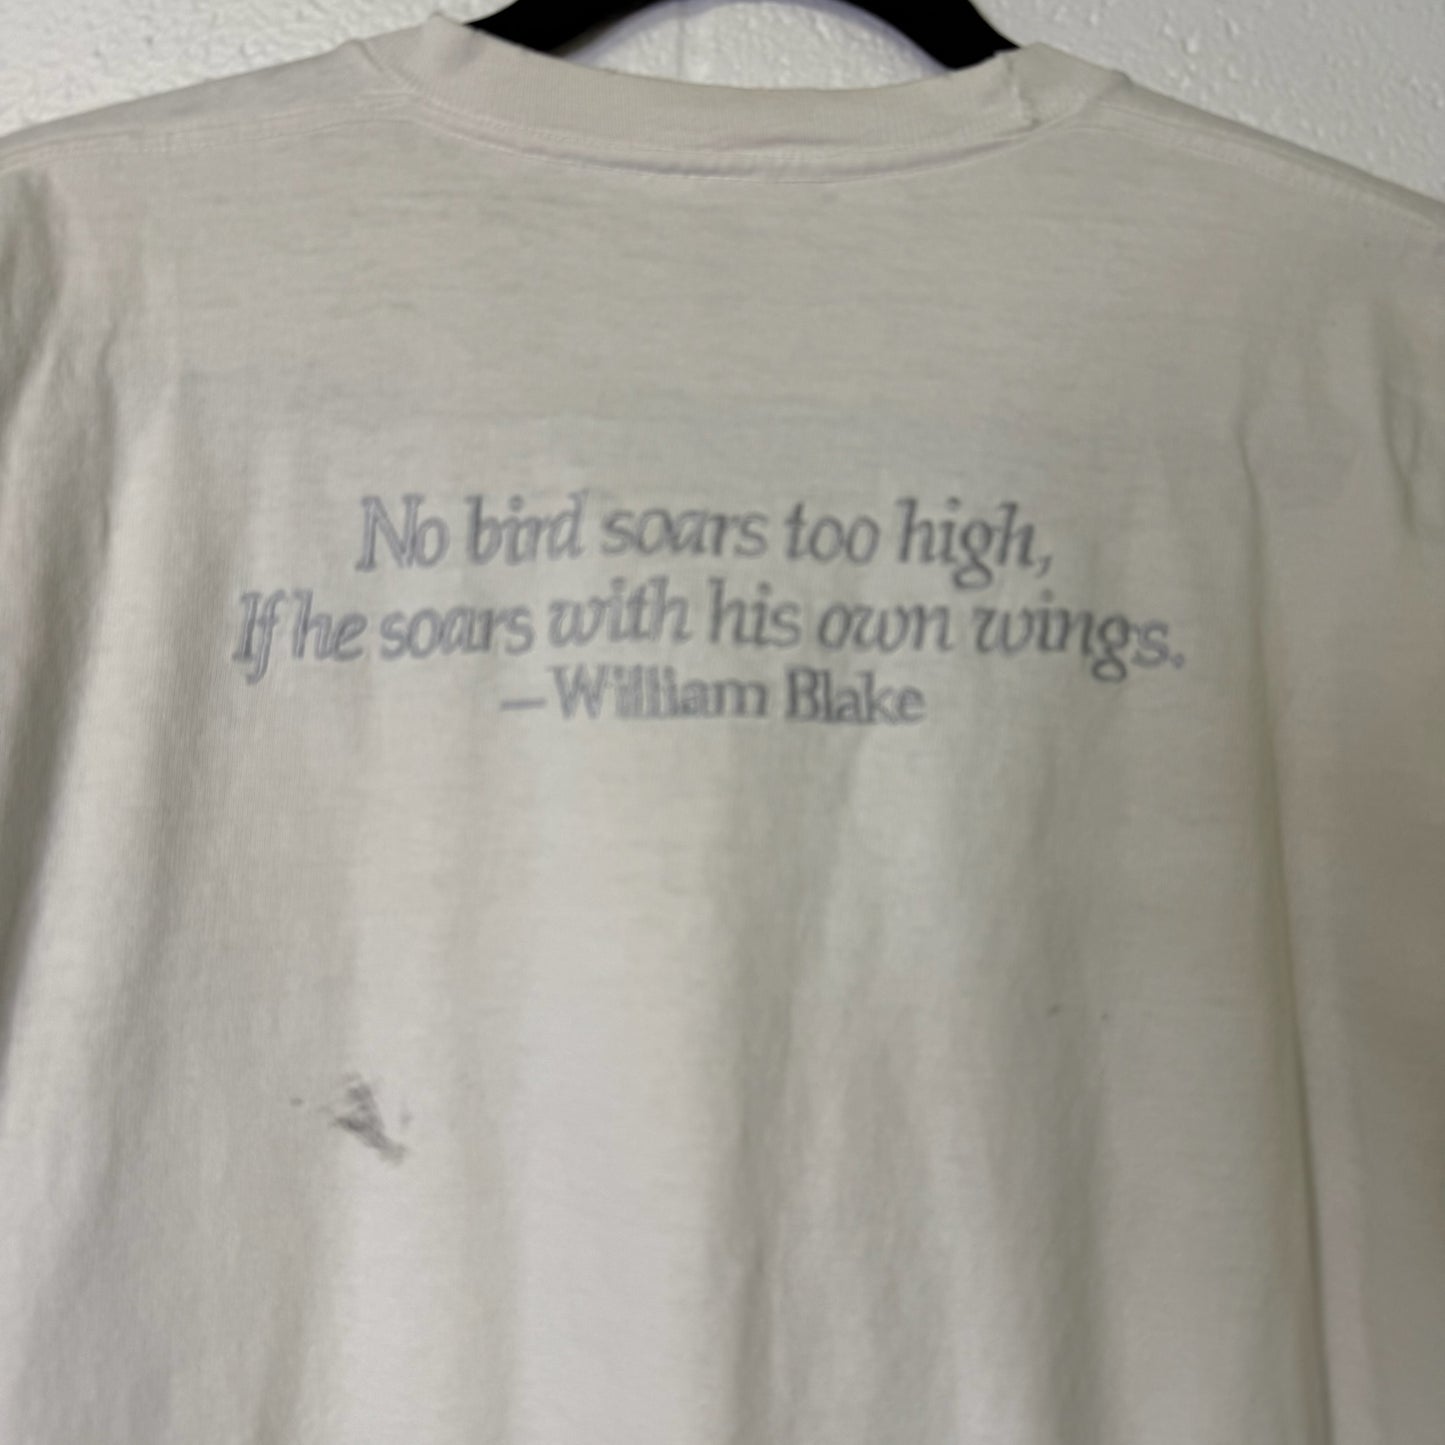 No bird soars too high,
If he soars with his own wings.
—William Blake